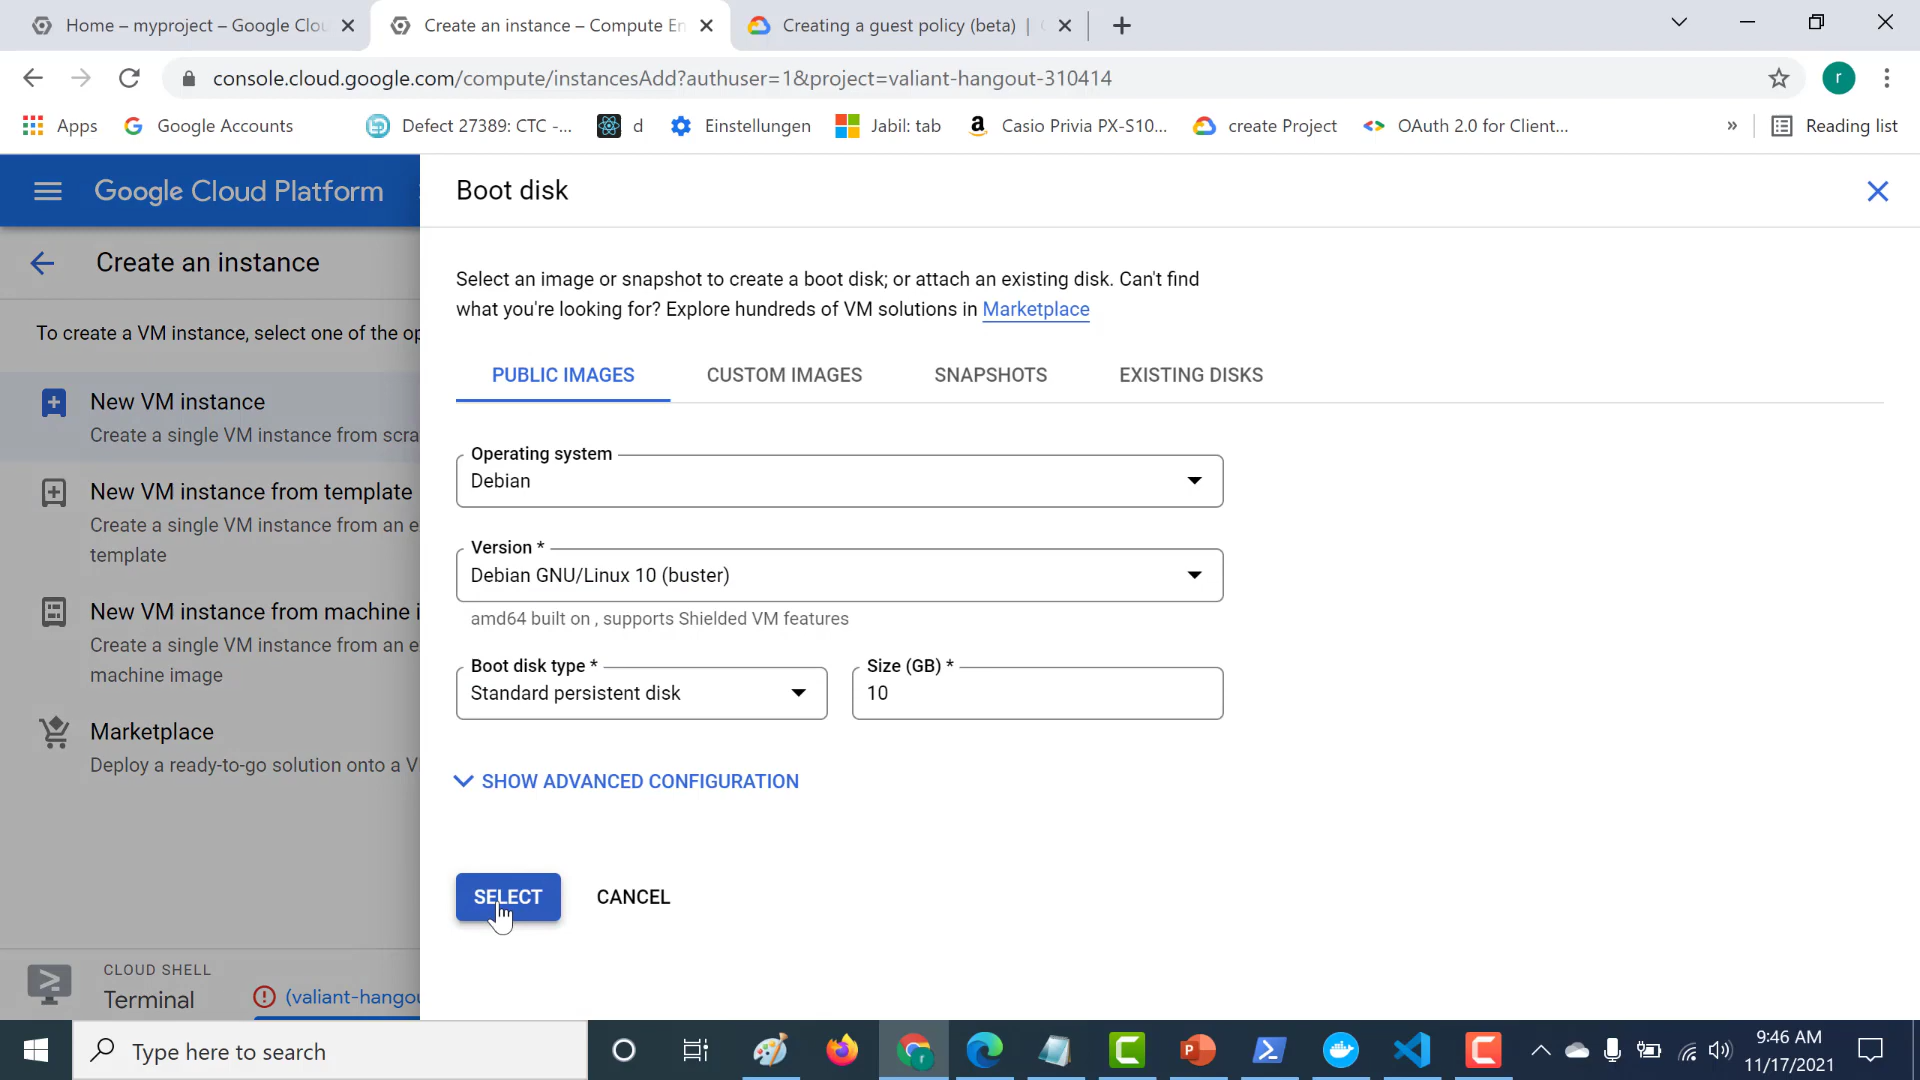 Home – myproject – Google Clou
Create an instance – Compute En
Creating a guest policy (beta) |
console.cloud.google.com/compute/instancesAdd?authuser=1&project=valiant-hangout-310414
r
Apps
Google Accounts
Defect 27389: CTC -...
d
Einstellungen
Jabil: tab
Casio Privia PX-S10...
create Project
OAuth 2.0 for Client...
»
Reading list
Google Cloud Platform
Create an instance
To create a VM instance, select one of the op
New VM instance
Create a single VM instance from scra
New VM instance from template
Create a single VM instance from an e
template
New VM instance from machine i
Create a single VM instance from an e
machine image
Marketplace
Deploy a ready-to-go solution onto a V
CLOUD SHELL
Terminal
(valiant-hangou
Boot disk
Select an image or snapshot to create a boot disk; or attach an existing disk. Can't find
what you're looking for? Explore hundreds of VM solutions in Marketplace
PUBLIC IMAGES
CUSTOM IMAGES
SNAPSHOTS
EXISTING DISKS
Operating system
Debian
Version *
Debian GNU/Linux 10 (buster)
amd64 built on , supports Shielded VM features
Boot disk type *
Standard persistent disk
Size (GB) *
10
SHOW ADVANCED CONFIGURATION
SELECT
CANCEL
Type here to search
9:46 AM
11/17/2021